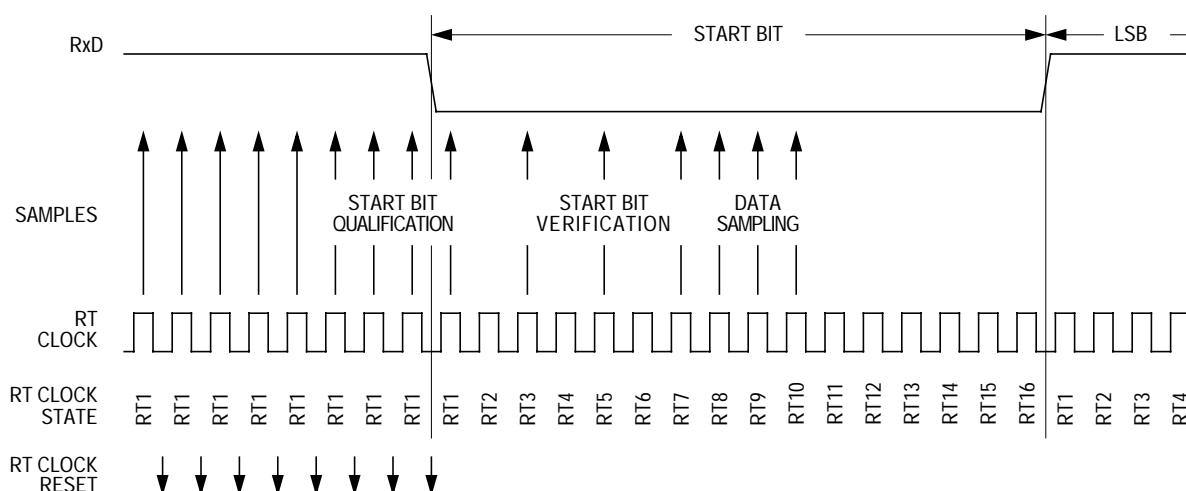 START BIT
LSB
RxD
SAMPLES
START BIT
QUALIFICATION
START BIT
VERIFICATION
DATA
SAMPLING
RT
CLOCK
RT CLOCK
STATE
RT1 RT1 RT1 RT1 RT1 RT1 RT1 RT1 RT1 RT2 RT3 RT4 RT5 RT6 RT7 RT8 RT9 RT10 RT11 RT12 RT13 RT14 RT15 RT16 RT1 RT2 RT3 RT4
RT CLOCK
RESET